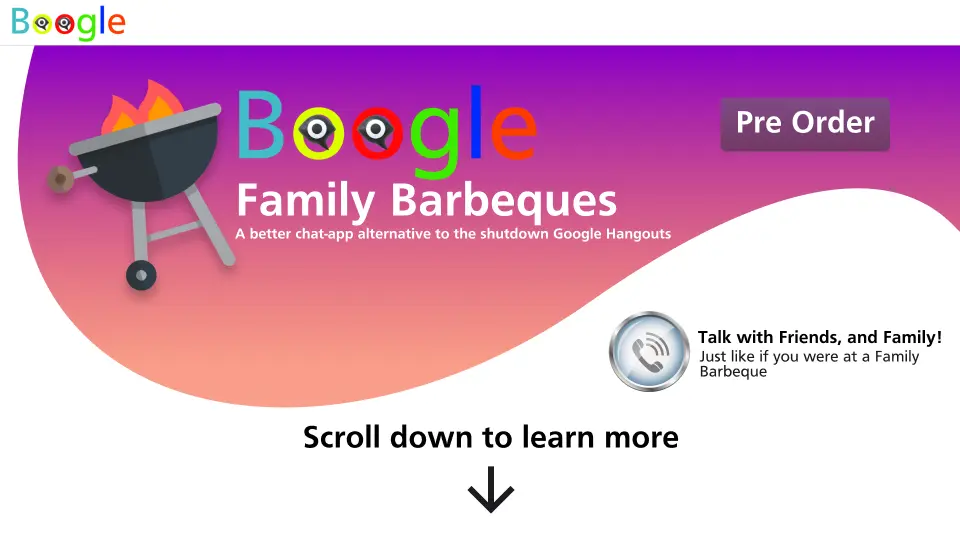 Boogle
Boogle
Pre Order
Family Barbeques
A better chat-app alternative to the shutdown Google Hangouts
Talk with Friends, and Family!
Just like if you were at a Family
Barbeque
Scroll down to learn more